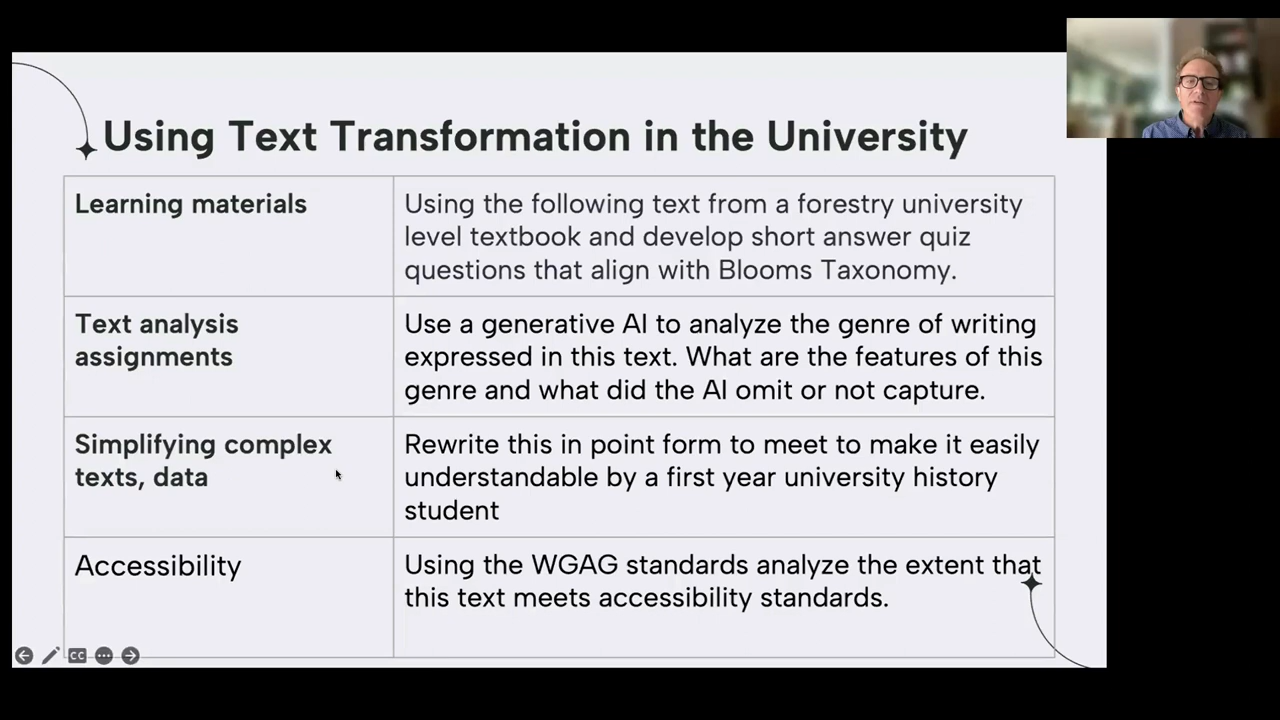 Using Text Transformation in the University
Learning materials
Using the following text from a forestry university
level textbook and develop short answer quiz
questions that align with Blooms Taxonomy.
Text analysis
assignments
Use a generative AI to analyze the genre of writing
expressed in this text. What are the features of this
genre and what did the AI omit or not capture.
Simplifying complex
texts, data
Rewrite this in point form to meet to make it easily
understandable by a first year university history
student
Accessibility
Using the WGAG standards analyze the extent that
this text meets accessibility standards.
CC